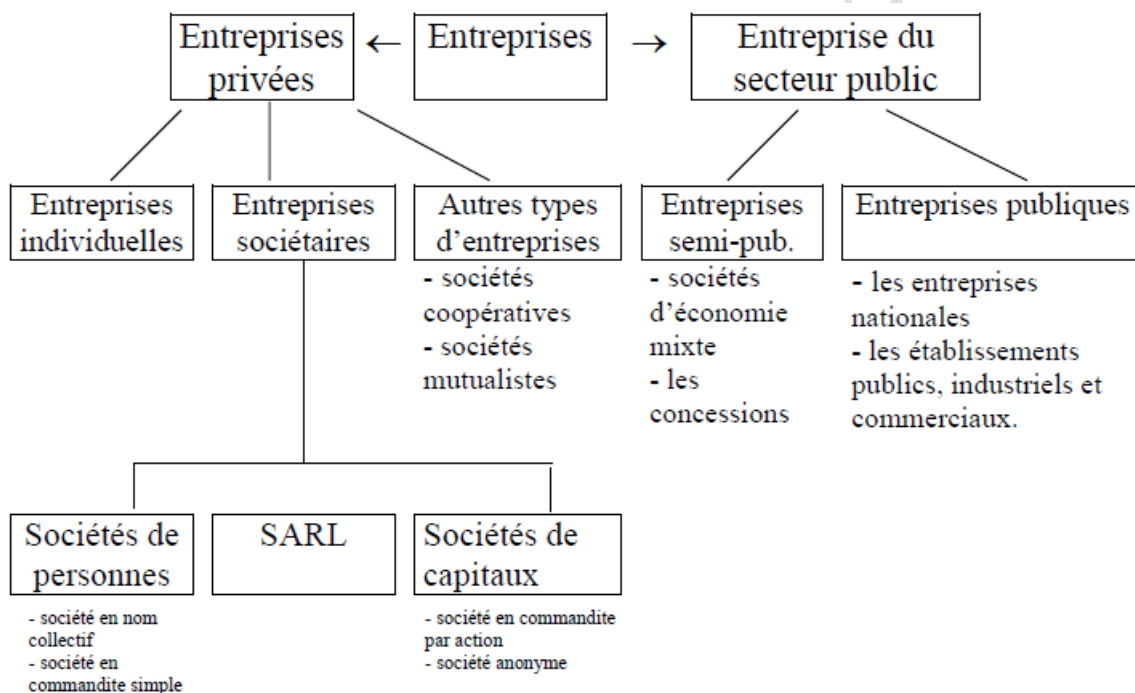 Entreprises
privées
←
Entreprises
→
Entreprise du
secteur public
Entreprises
individuelles
Entreprises
sociétaires
Autres types
d’entreprises
- sociétés
coopératives
- sociétés
mutualistes
Entreprises
semi-pub.
- sociétés
d’économie
mixte
- les
concessions
Entreprises publiques
- les entreprises
nationales
- les établissements
publics, industriels et
commerciaux.
Sociétés de
personnes
- société en nom
collectif
- société en
commandite simple
SARL
Sociétés de
capitaux
- société en commandite
par action
- société anonyme